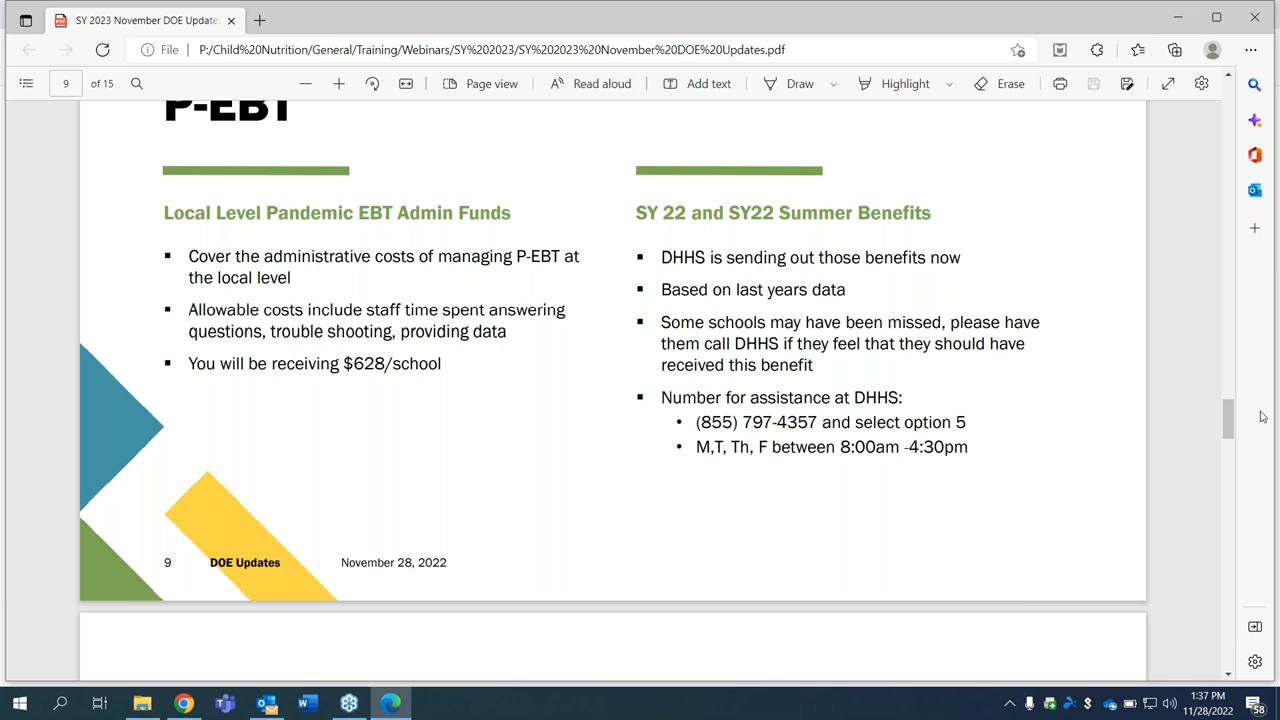 SY 2023 November DOE Updates
File
P:/Child%20Nutrition/General/Training/Webinars/SY%202023/SY%202023%20November%20DOE%20Updates.pdf
9
of 15
Page view
Read aloud
Add text
Draw
Highlight
Erase
P-EBT
Local Level Pandemic EBT Admin Funds
▪ Cover the administrative costs of managing P-EBT at
the local level
▪ Allowable costs include staff time spent answering
questions, trouble shooting, providing data
▪ You will be receiving $628/school
SY 22 and SY22 Summer Benefits
▪ DHHS is sending out those benefits now
▪ Based on last years data
▪ Some schools may have been missed, please have
them call DHHS if they feel that they should have
received this benefit
▪ Number for assistance at DHHS:
• (855) 797-4357 and select option 5
• M,T, Th, F between 8:00am -4:30pm
9
DOE Updates
November 28, 2022
1:37 PM
11/28/2022
58